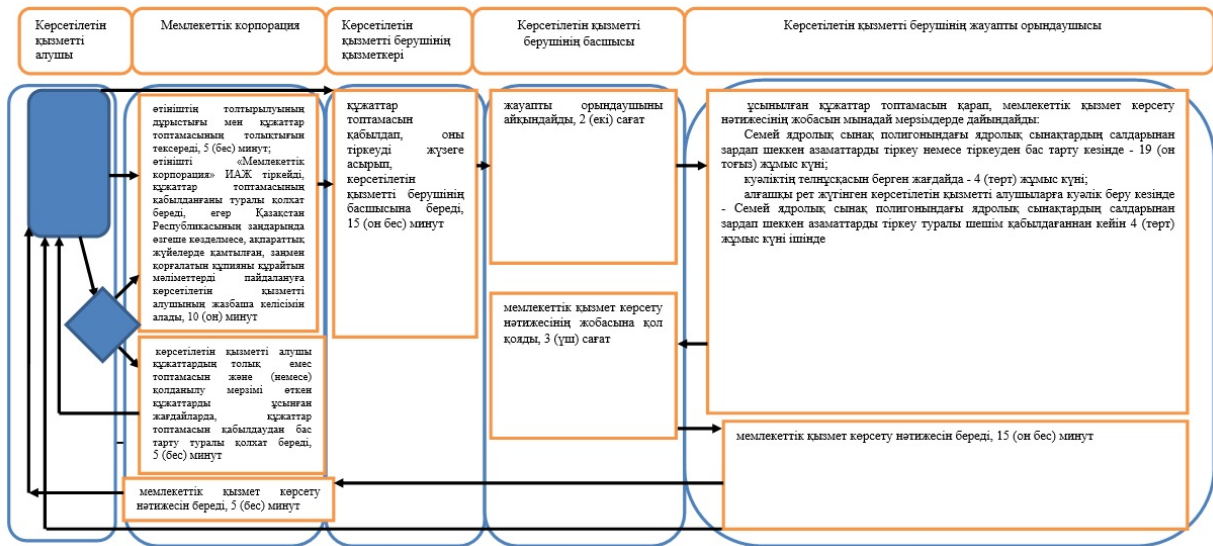 Көрсетілетін
қызметті
алушы
Мемлекеттік корпорация
Көрсетілетін
қызметті берушінің
қызметкері
Көрсетілетін қызметті
берушінің басшысы
Көрсетілетін қызметті берушінің жауапты орындаушысы
өтініштің толтырылуының
дұрыстығы мен құжаттар
топтамасының толықтығын
тексереді, 5 (бес) минут;
өтінішті «Мемлекеттік
корпорация» ИАЖ тіркейді,
құжаттар топтамасының
қабылданғаны туралы қолхат
береді, егер Қазақстан
Республикасының заңдарында
өзгеше көзделмесе, ақпараттық
жүйелерде қамтылған, заңмен
қорғалатын құпияны құрайтын
мәліметтерді пайдалануға
көрсетілетін қызметті
алушының жазбаша келісімін
алады, 10 (он) минут
көрсетілетін қызметті алушы
құжаттардың толық емес
топтамасын және (немесе)
қолданылу мерзімі өткен
құжаттарды ұсынған
жағдайларда, құжаттар
топтамасын қабылдаудан бас
тарту туралы қолхат береді,
5 (бес) минут
мемлекеттік қызмет көрсету
нәтижесін береді, 5 (бес) минут
құжаттар
топтамасын
қабылдап, оны
тіркеуді жүзеге
асырып,
көрсетілетін
қызметті берушінің
басшысына береді,
15 (он бес) минут
жауапты орындаушыны
айқындайды, 2 (екі) сағат
мемлекеттік қызмет көрсету
нәтижесінің жобасына қол
қояды, 3 (үш) сағат
ұсынылған құжаттар топтамасын қарап, мемлекеттік қызмет көрсету
нәтижесінің жобасын мынадай мерзімдерде дайындайды:
Семей ядролық сынақ полигонындағы ядролық сынақтардың салдарынан
зардап шеккен азаматтарды тіркеу немесе тіркеуден бас тарту кезінде - 19 (он
тоғыз) жұмыс күні;
куәліктің телнұсқасын берген жағдайда - 4 (төрт) жұмыс күні;
алғашқы рет жүгінген көрсетілетін қызметті алушыларға куәлік беру кезінде
- Семей ядролық сынақ полигонындағы ядролық сынақтардың салдарынан
зардап шеккен азаматтарды тіркеу туралы шешім қабылдағаннан кейін 4 (төрт)
жұмыс күні ішінде
мемлекеттік қызмет көрсету нәтижесін береді, 15 (он бес) минут